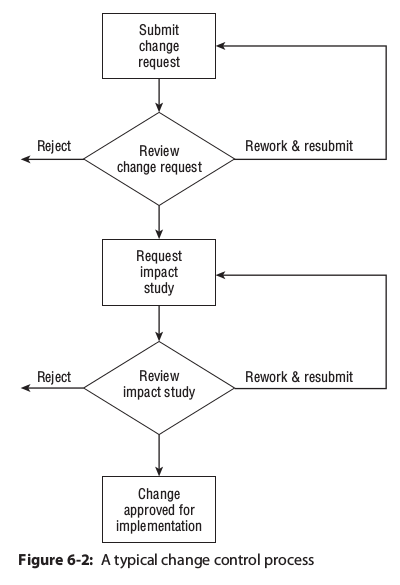 Submit
change
request
Reject
Review
change request
Rework & resubmit
Request
impact
study
Reject
Review
impact study
Rework & resubmit
Change
approved for
implementation
Figure 6-2: A typical change control process